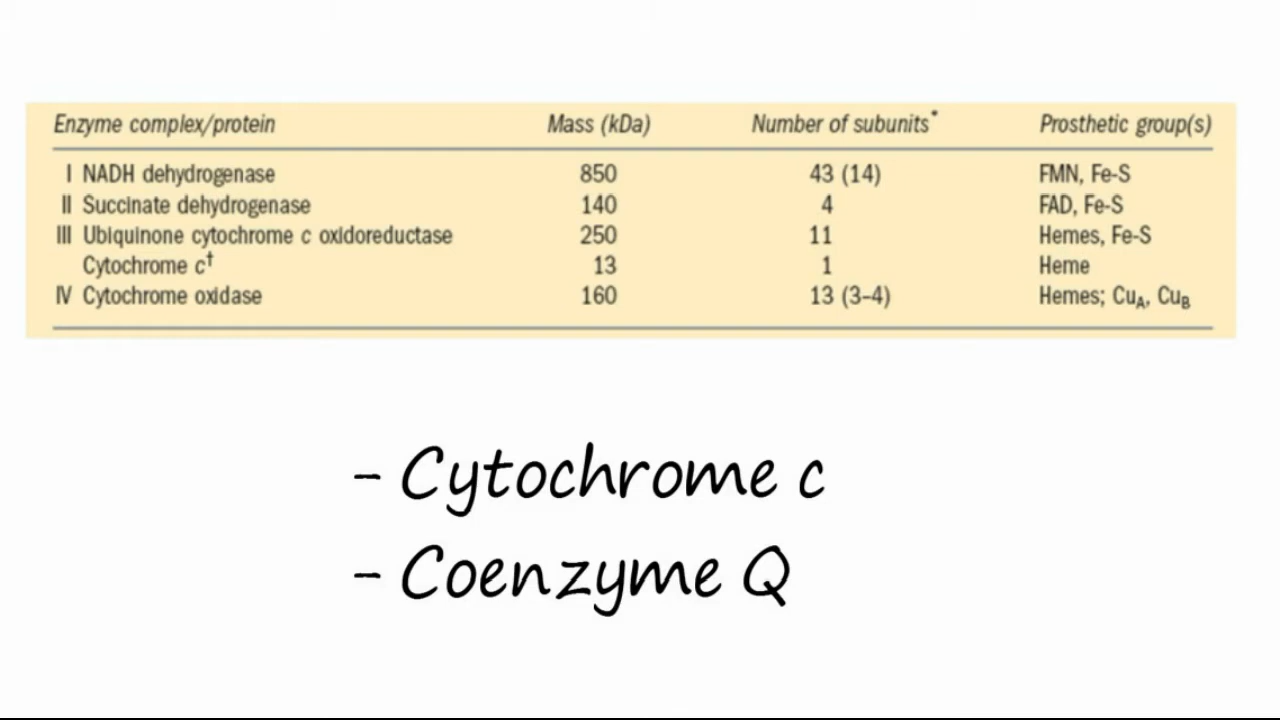 Enzyme complex/protein Mass (kDa) Number of subunits* Prosthetic group(s)
I NADH dehydrogenase 850 43 (14) FMN, Fe-S
II Succinate dehydrogenase 140 4 FAD, Fe-S
III Ubiquinone cytochrome c oxidoreductase 250 11 Hemes, Fe-S
Cytochrome c† 13 1 Heme
IV Cytochrome oxidase 160 13 (3–4) Hemes; CuA, CuB
- Cytochrome c
- Coenzyme Q